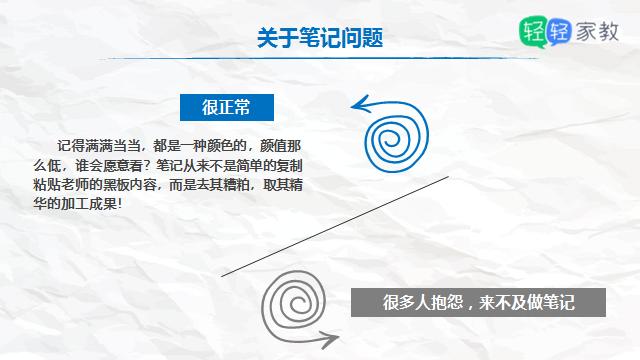 关于笔记问题
轻轻家教
很正常
记得满满当当，都是一种颜色的，颜值那
么低，谁会愿意看？笔记从来不是简单的复制
粘贴老师的黑板内容，而是去其糟粕，取其精
华的加工成果！
很多人抱怨，来不及做笔记